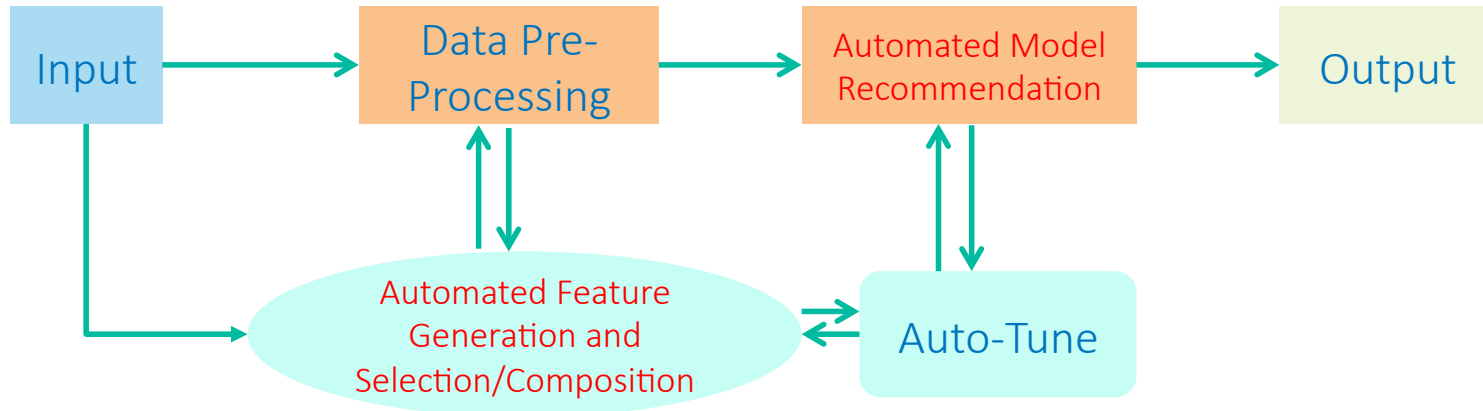 Input
Data Pre-
Processing
Automated Model
Recommendation
Output
Automated Feature
Generation and
Selection/Composition
Auto-Tune